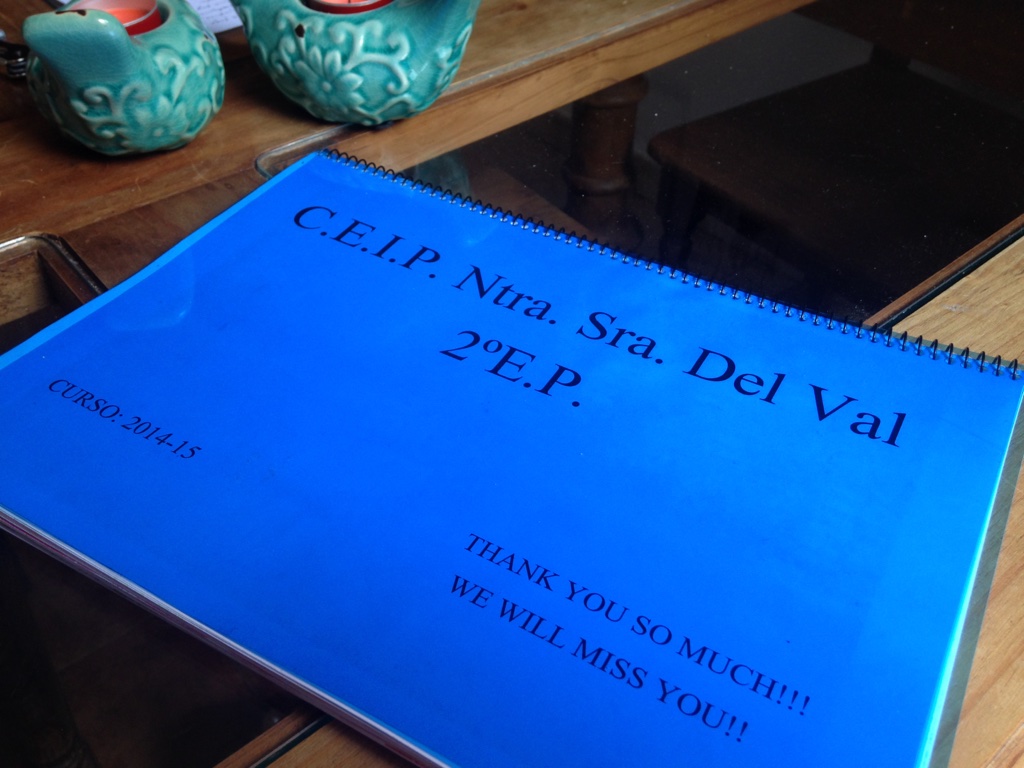 C.E.I.P. Ntra. Sra. Del Val
2ºE.P.
CURSO: 2014-15
THANK YOU SO MUCH!!!
WE WILL MISS YOU!!